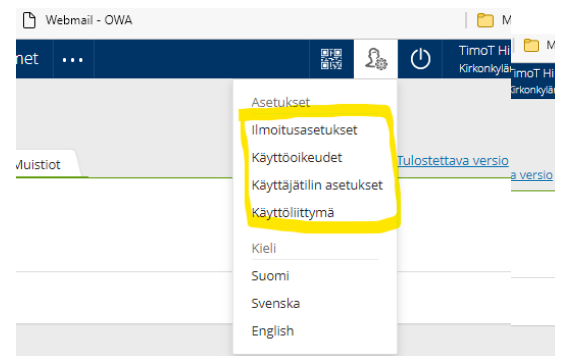 Webmail - OWA
M
M
net ...
TimoT Hi
Kirkonkylä
imoT Hi
Kirkonkylä
Asetukset
Ilmoitusasetukset
Käyttöoikeudet
Muistiot
Tulostettava versio
a versio
Käyttäjätilin asetukset
Käyttöliittymä
Kieli
Suomi
Svenska
English